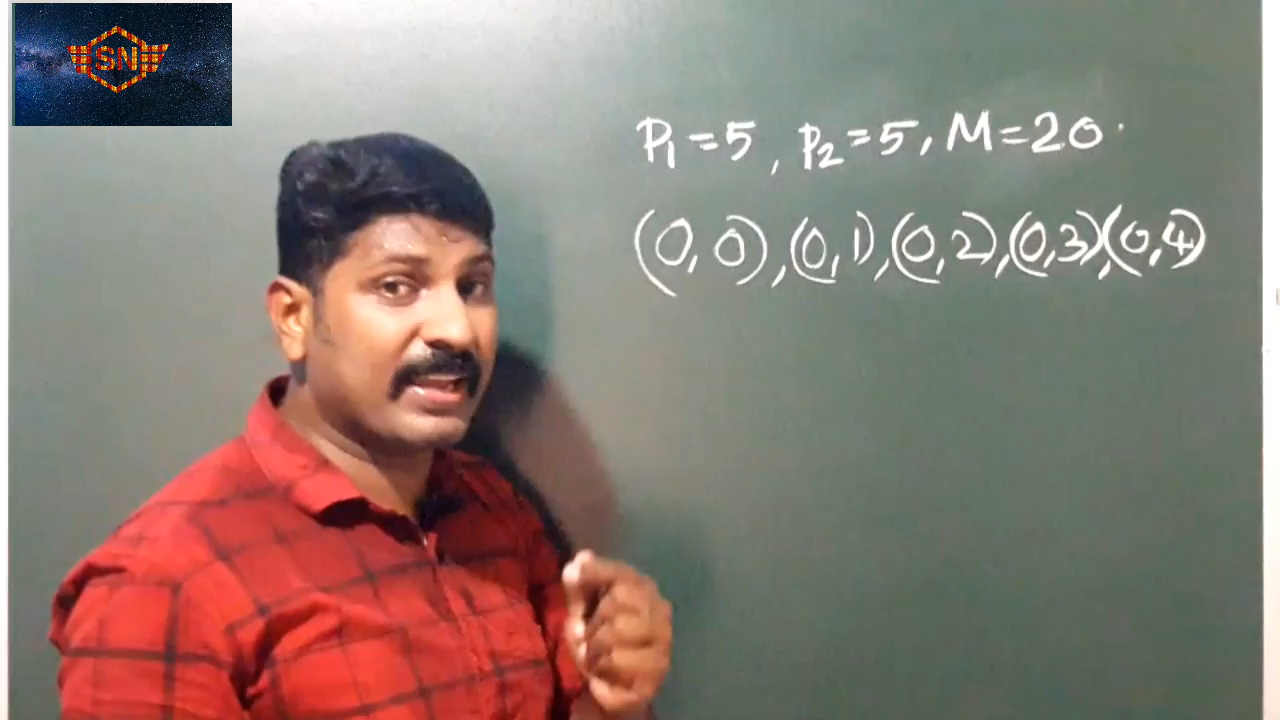 SN
P1=5, P2=5, M=20.
(0,0), (0,1), (0,2), (0,3), (0,4)